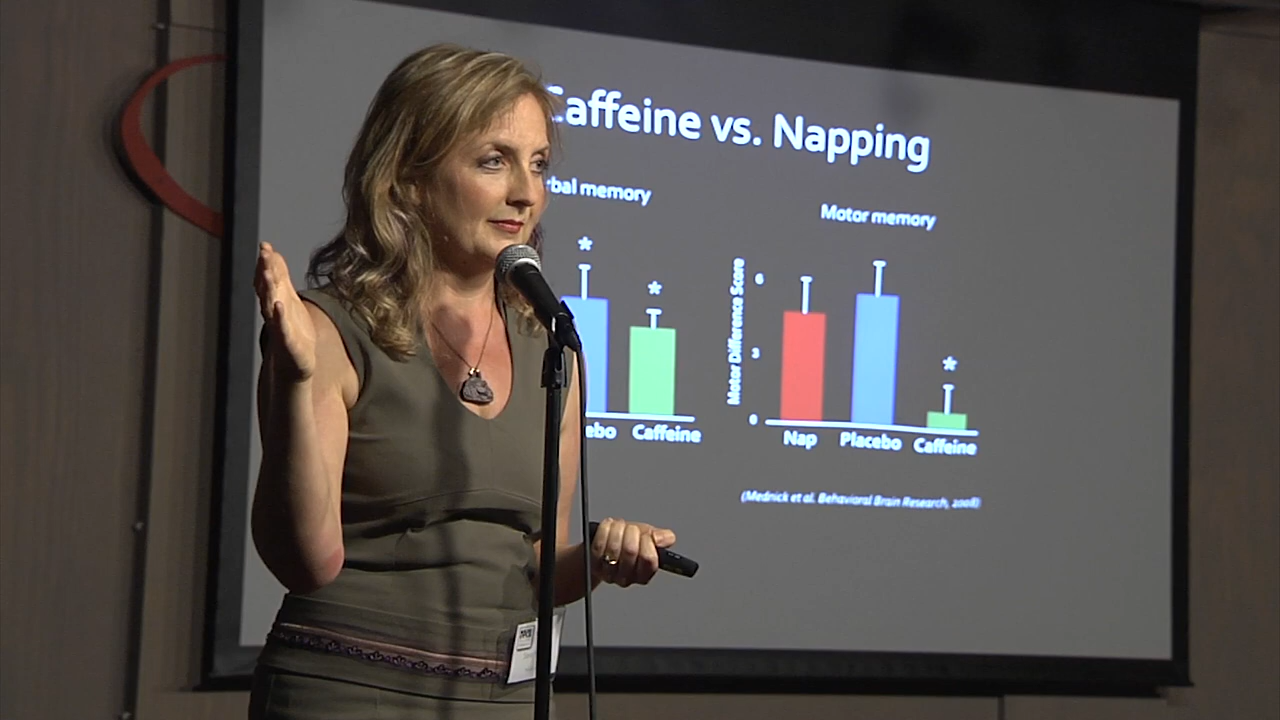 Caffeine vs. Napping
rbal memory
Motor memory
*
*
*
Motor Difference Score
6
3
0
ebo Caffeine
Nap Placebo Caffeine
(Mednick et al. Behavioral Brain Research, 2008)